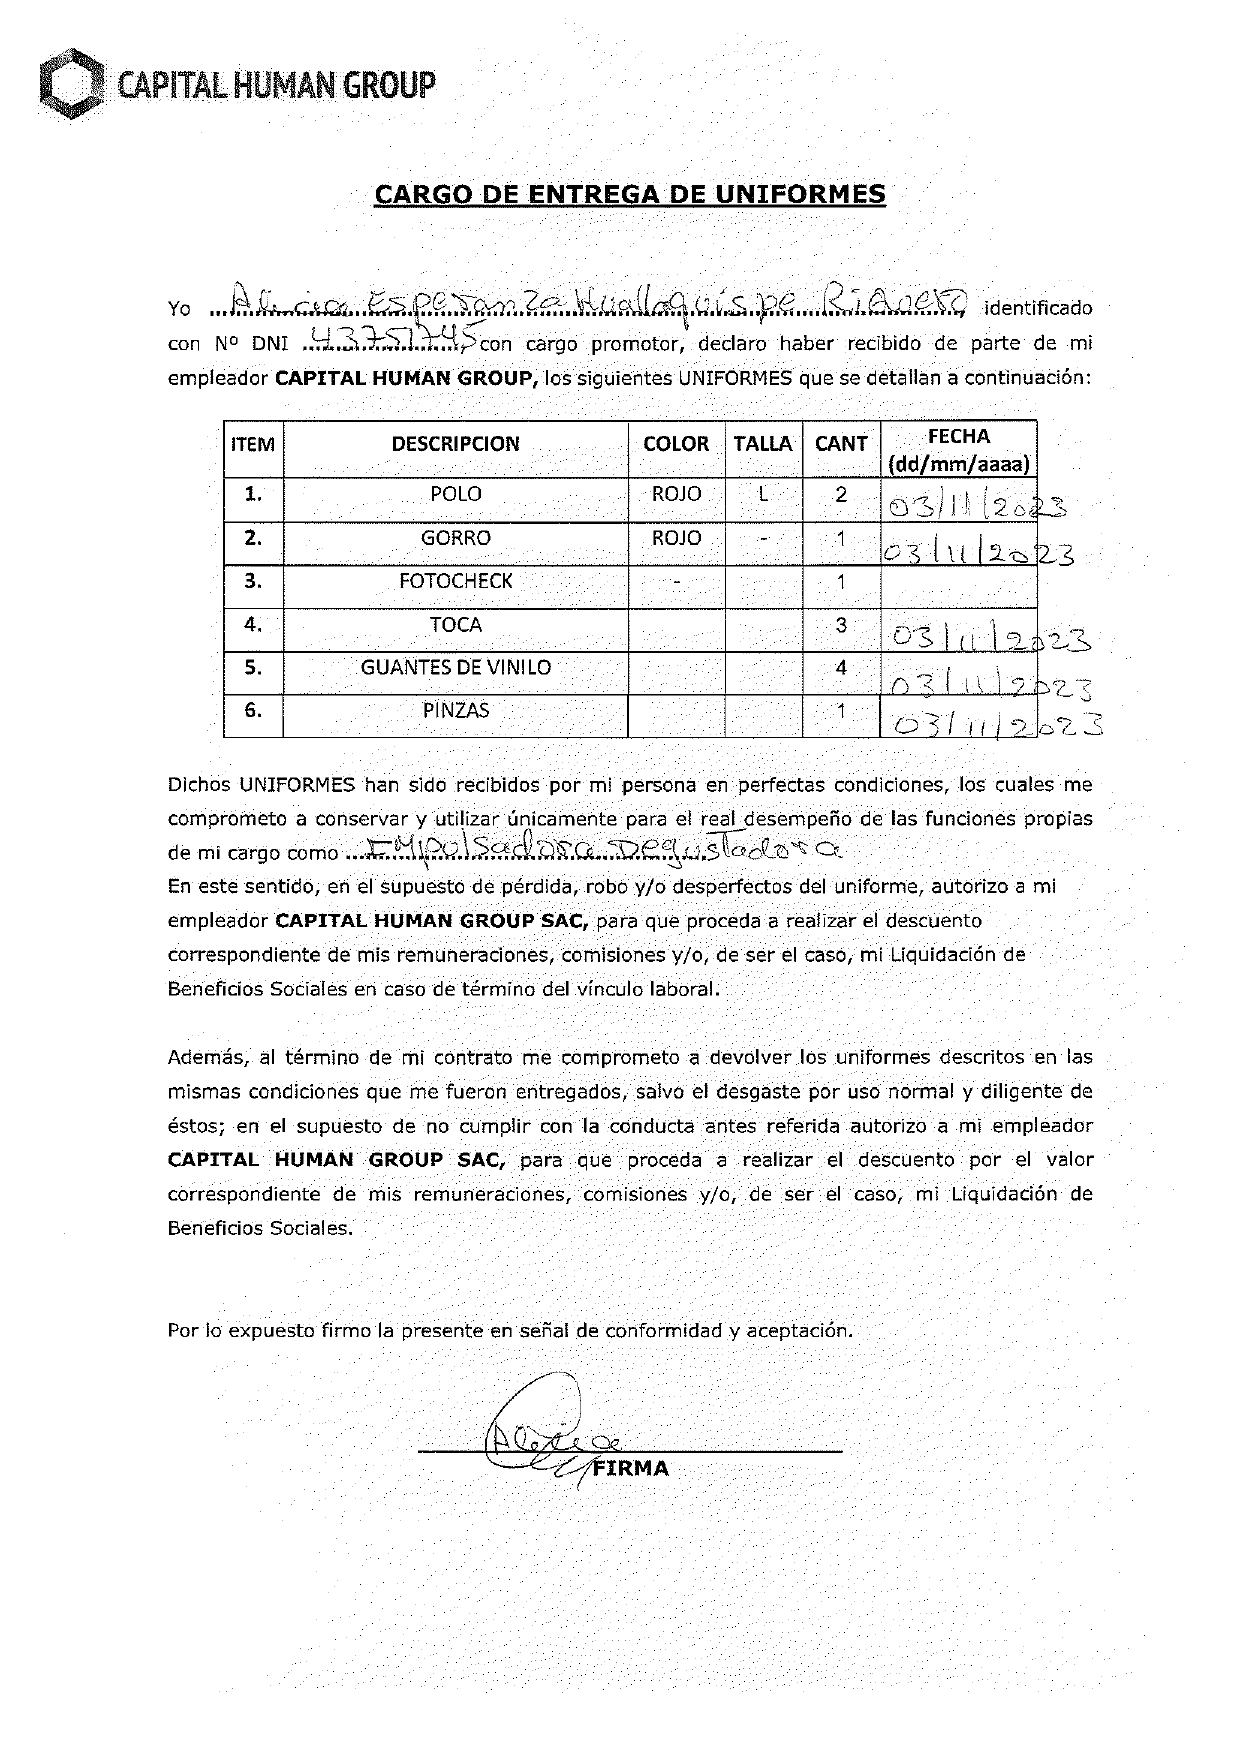 CAPITAL HUMAN GROUP
CARGO DE ENTREGA DE UNIFORMES
Yo ... Alicia Esperanza Huallaquispe ..., identificado
con Nº DNI ...43751745 con cargo promotor, declaro haber recibido de parte de mi
empleador CAPITAL HUMAN GROUP, los siguientes UNIFORMES que se detallan a continuación:
ITEM DESCRIPCION COLOR TALLA CANT FECHA (dd/mm/aaaa)
1. POLO ROJO L 2 03/11/2023
2. GORRO ROJO - 1 03/11/2023
3. FOTOCHECK - 1
4. TOCA 3 03/11/2023
5. GUANTES DE VINILO 4 03/11/2023
6. PINZAS 1 03/11/2023
Dichos UNIFORMES han sido recibidos por mi persona en perfectas condiciones, los cuales me
comprometo a conservar y utilizar únicamente para el real desempeño de las funciones propias
de mi cargo como ... Impulsadora Degustadora
En este sentido, en el supuesto de pérdida, robo y/o desperfectos del uniforme, autorizo a mi
empleador CAPITAL HUMAN GROUP SAC, para que proceda a realizar el descuento
correspondiente de mis remuneraciones, comisiones y/o, de ser el caso, mi Liquidación de
Beneficios Sociales en caso de término del vínculo laboral.
Además, al término de mi contrato me comprometo a devolver los uniformes descritos en las
mismas condiciones que me fueron entregados, salvo el desgaste por uso normal y diligente de
éstos; en el supuesto de no cumplir con la conducta antes referida autorizo a mi empleador
CAPITAL HUMAN GROUP SAC, para que proceda a realizar el descuento por el valor
correspondiente de mis remuneraciones, comisiones y/o, de ser el caso, mi Liquidación de
Beneficios Sociales.
Por lo expuesto firmo la presente en señal de conformidad y aceptación.
Alicia
FIRMA